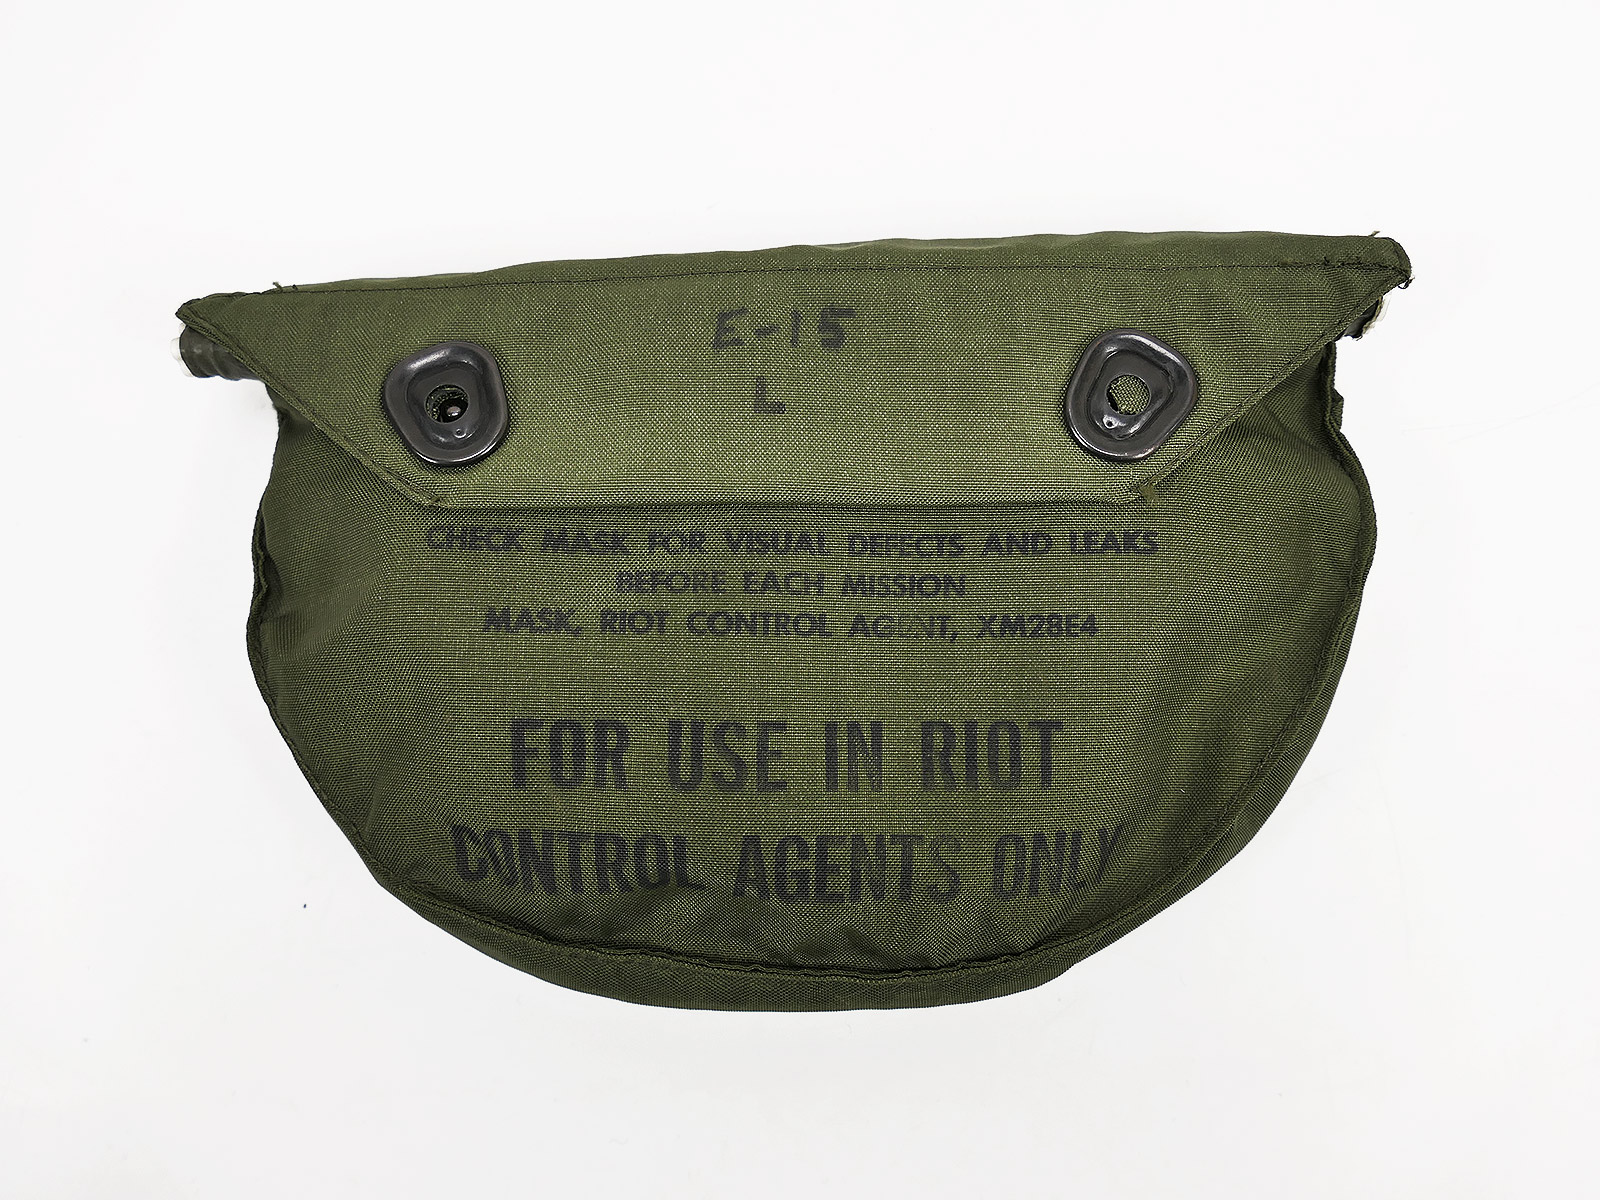 E-15
L
CHECK MASK FOR VISUAL DEFECTS AND LEAKS
BEFORE EACH MISSION
MASK, RIOT CONTROL AGENT, XM28E4
FOR USE IN RIOT
CONTROL AGENTS ONLY